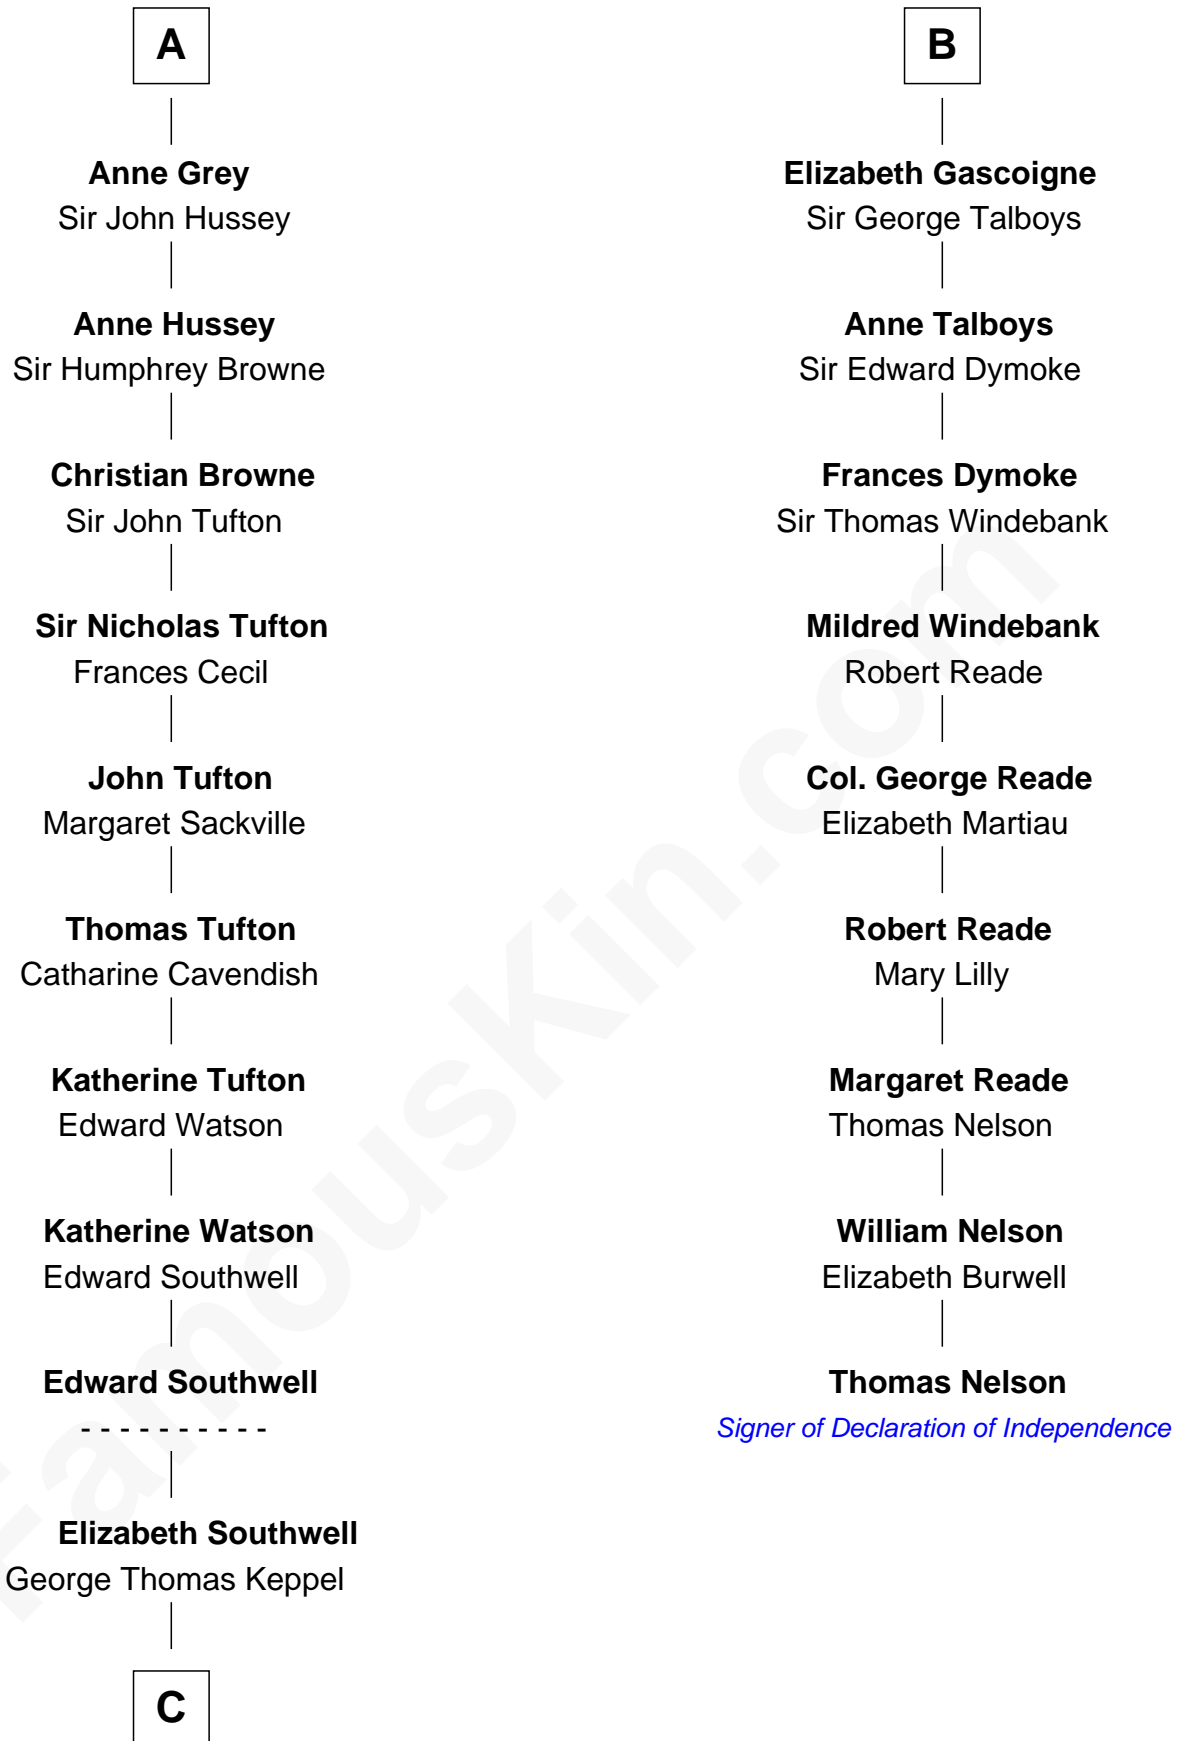 A
Anne Grey
Sir John Hussey
Anne Hussey
Sir Humphrey Browne
Christian Browne
Sir John Tufton
Sir Nicholas Tufton
Frances Cecil
John Tufton
Margaret Sackville
Thomas Tufton
Catharine Cavendish
Katherine Tufton
Edward Watson
Katherine Watson
Edward Southwell
Edward Southwell
- - - - - - - - - -
Elizabeth Southwell
George Thomas Keppel
C
B
Elizabeth Gascoigne
Sir George Talboys
Anne Talboys
Sir Edward Dymoke
Frances Dymoke
Sir Thomas Windebank
Mildred Windebank
Robert Reade
Col. George Reade
Elizabeth Martiau
Robert Reade
Mary Lilly
Margaret Reade
Thomas Nelson
William Nelson
Elizabeth Burwell
Thomas Nelson
Signer of Declaration of Independence
FamousKin.com